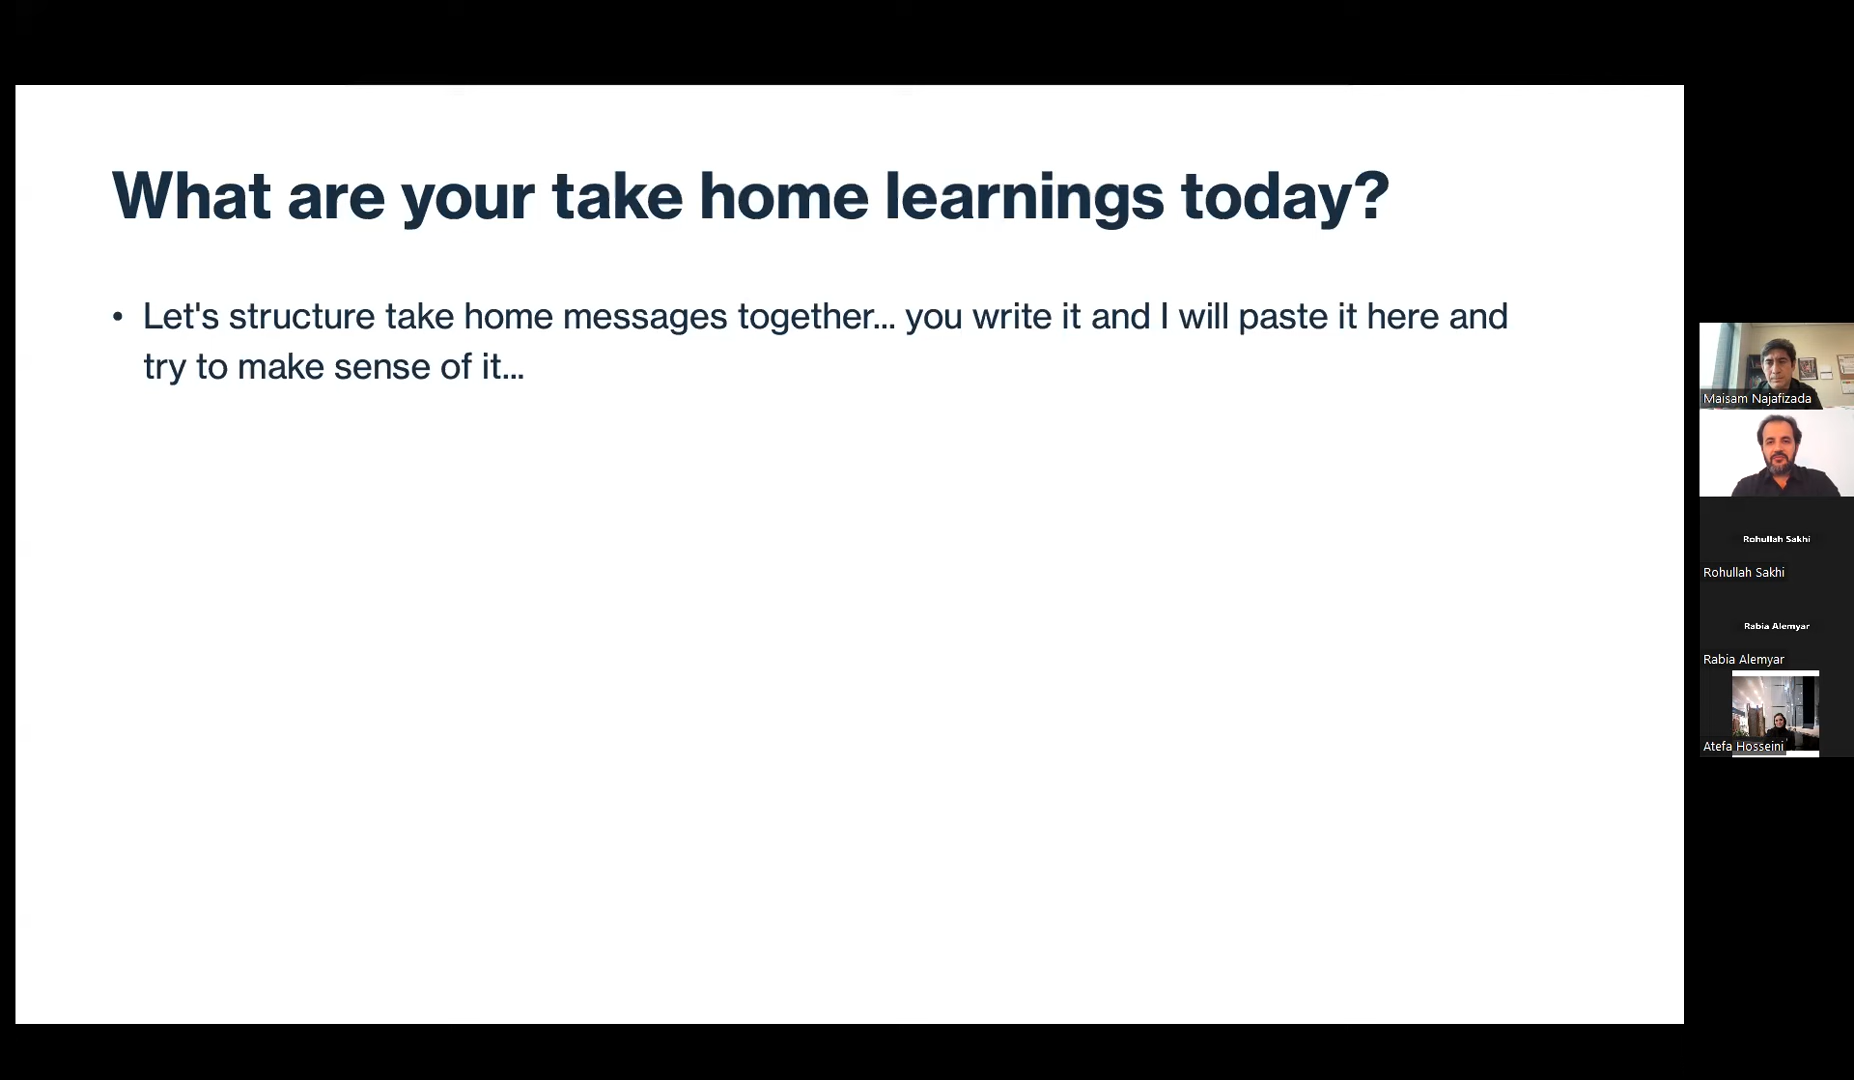 What are your take home learnings today?
• Let's structure take home messages together... you write it and I will paste it here and
try to make sense of it...
Maisam Najafizada
Rohullah Sakhi
Rohullah Sakhi
Rabia Alemyar
Rabia Alemyar
Atefa Hosseini